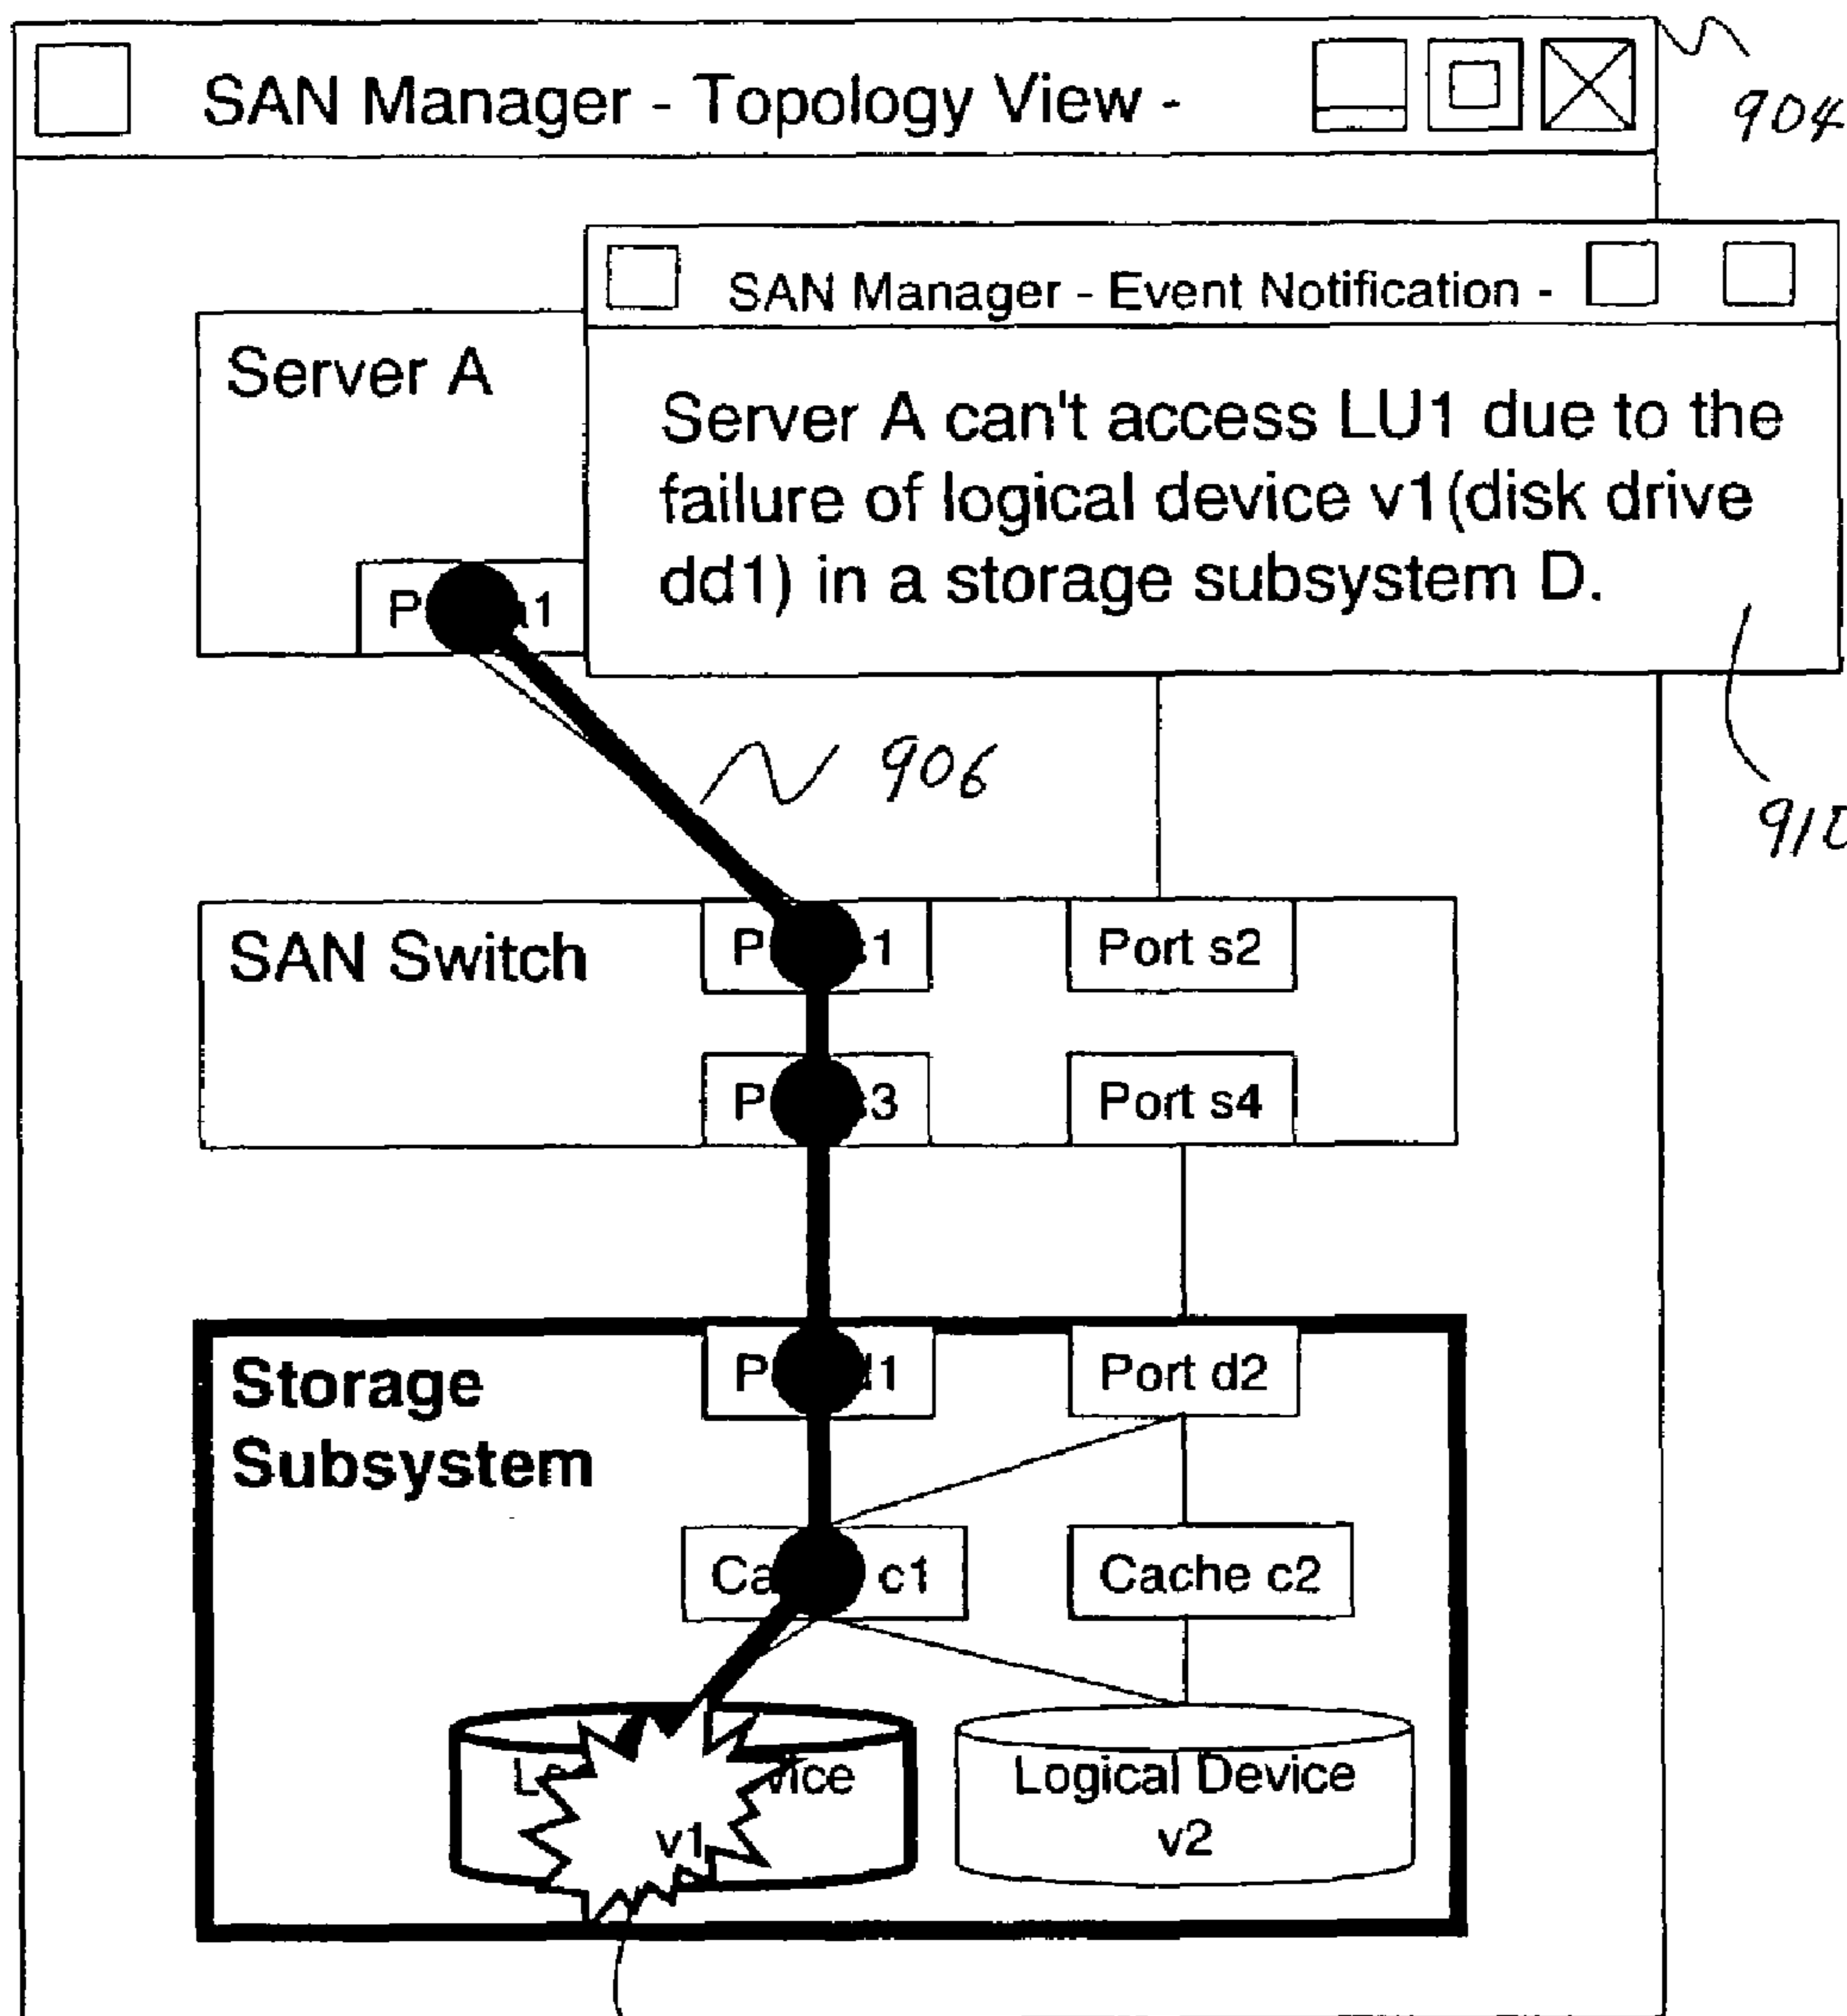 SAN Manager - Topology View -
904
SAN Manager - Event Notification -
Server A
Server A can't access LU1 due to the
failure of logical device v1(disk drive
dd1) in a storage subsystem D.
906
SAN Switch
Port s2
Port s4
Storage
Subsystem
Port d2
c1
Cache c2
v1
Logical Device
v2